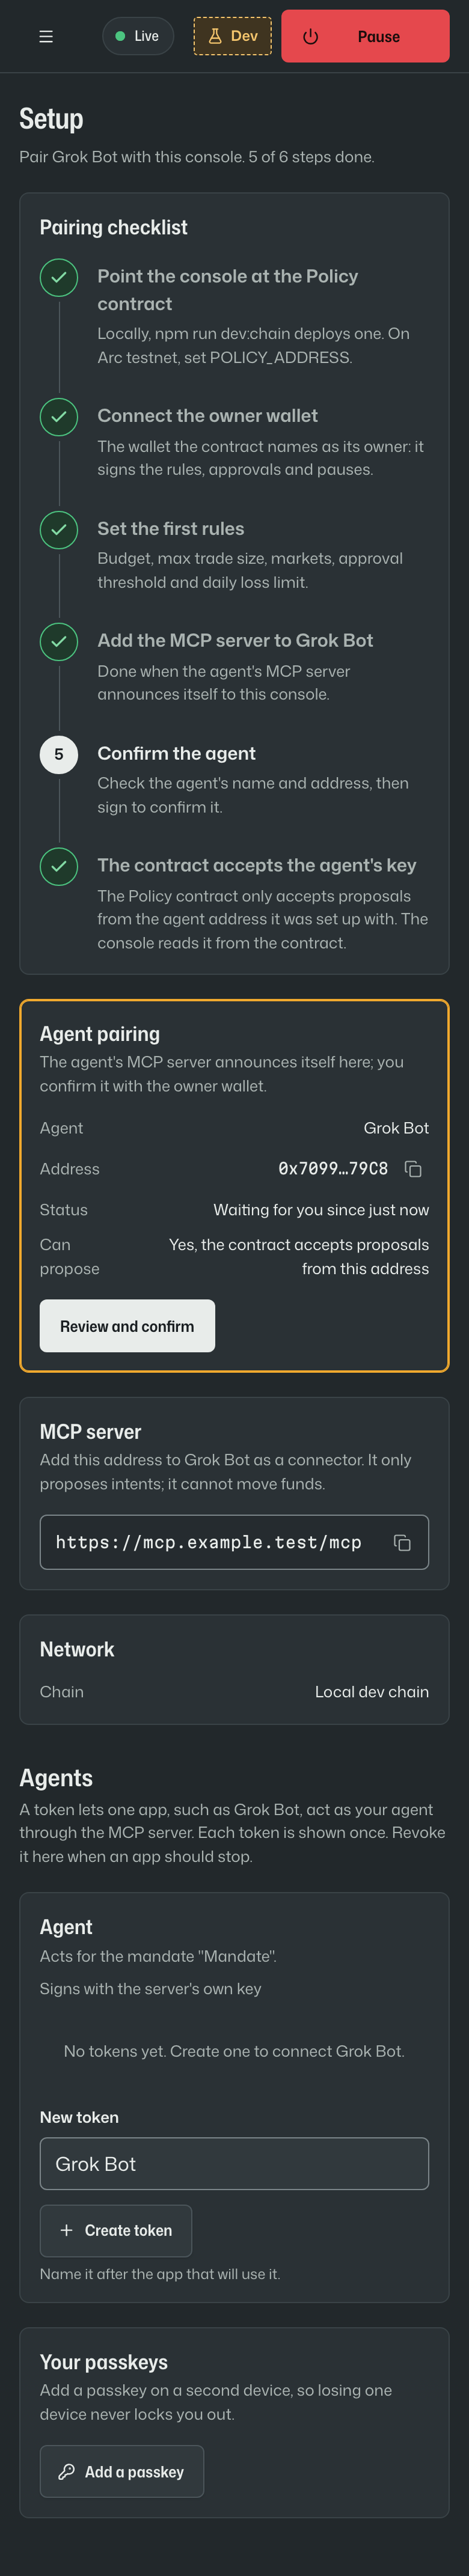 Live
Dev
Pause
Setup
Pair Grok Bot with this console. 5 of 6 steps done.
Pairing checklist
Point the console at the Policy
contract
Locally, npm run dev:chain deploys one. On
Arc testnet, set POLICY_ADDRESS.
Connect the owner wallet
The wallet the contract names as its owner: it
signs the rules, approvals and pauses.
Set the first rules
Budget, max trade size, markets, approval
threshold and daily loss limit.
Add the MCP server to Grok Bot
Done when the agent's MCP server
announces itself to this console.
5
Confirm the agent
Check the agent's name and address, then
sign to confirm it.
The contract accepts the agent's key
The Policy contract only accepts proposals
from the agent address it was set up with. The
console reads it from the contract.
Agent pairing
The agent's MCP server announces itself here; you
confirm it with the owner wallet.
Agent Grok Bot
Address 0x7099…79C8
Status Waiting for you since just now
Can Yes, the contract accepts proposals
propose from this address
Review and confirm
MCP server
Add this address to Grok Bot as a connector. It only
proposes intents; it cannot move funds.
https://mcp.example.test/mcp
Network
Chain Local dev chain
Agents
A token lets one app, such as Grok Bot, act as your agent
through the MCP server. Each token is shown once. Revoke
it here when an app should stop.
Agent
Acts for the mandate "Mandate".
Signs with the server's own key
No tokens yet. Create one to connect Grok Bot.
New token
Grok Bot
Create token
Name it after the app that will use it.
Your passkeys
Add a passkey on a second device, so losing one
device never locks you out.
Add a passkey